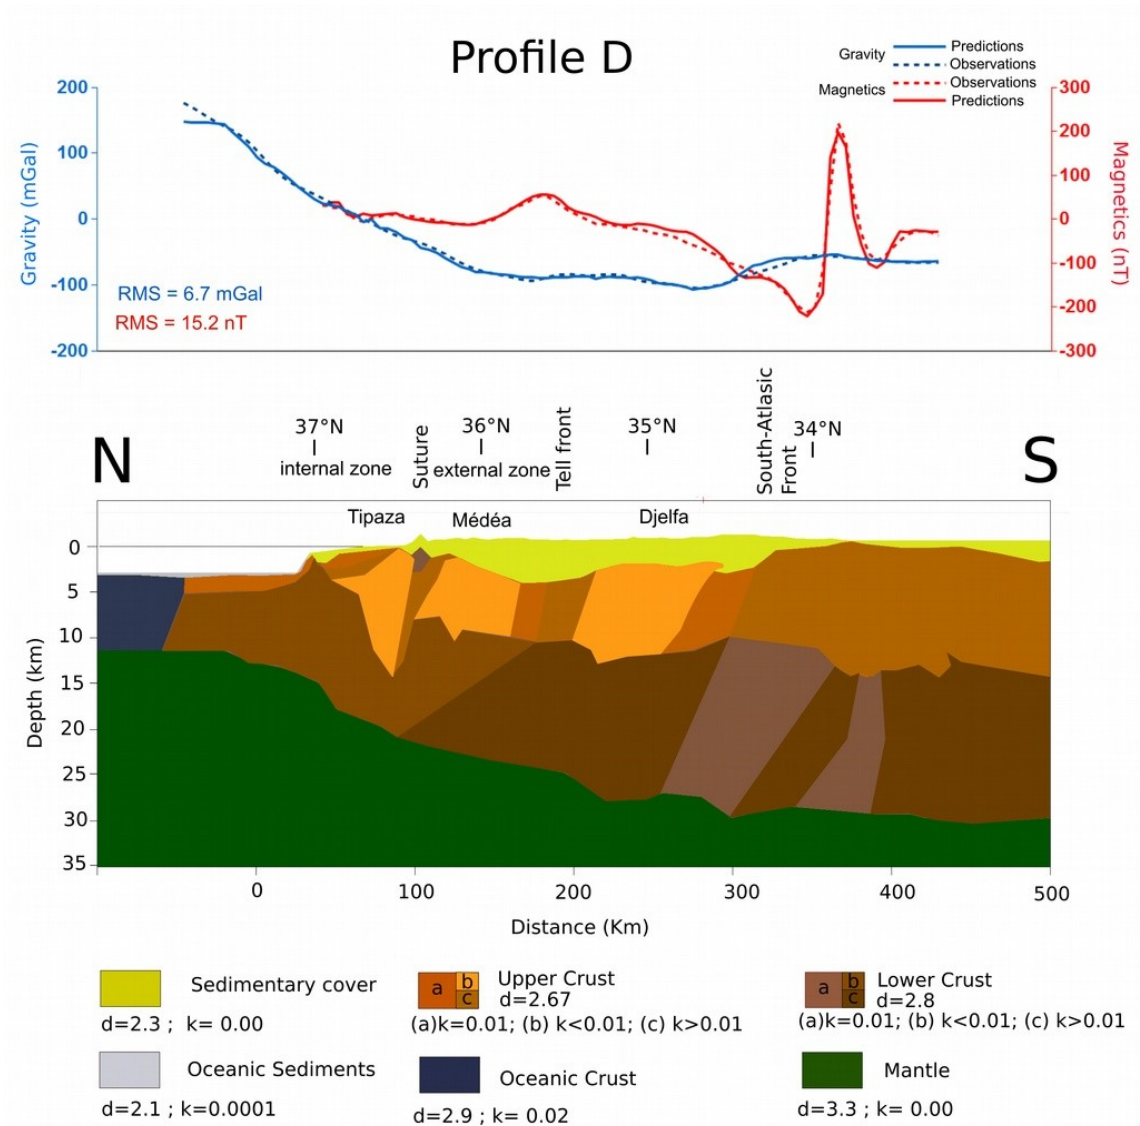 Profile D
Gravity
Predictions
Observations
Magnetics
Observations
Predictions
200
100
0
-100
-200
Gravity (mGal)
300
200
100
0
-100
-200
-300
Magnetics (nT)
RMS = 6.7 mGal
RMS = 15.2 nT
N
S
37°N
36°N
35°N
34°N
internal zone
Suture
external zone
Tell front
South-Atlasic
Front
Tipaza
Médéa
Djelfa
0
5
10
15
20
25
30
35
Depth (km)
0
100
200
300
400
500
Distance (Km)
Sedimentary cover
d=2.3 ; k= 0.00
a
b
c
Upper Crust
d=2.67
(a)k=0.01; (b) k<0.01; (c) k>0.01
a
b
c
Lower Crust
d=2.8
(a)k=0.01; (b) k<0.01; (c) k>0.01
Oceanic Sediments
d=2.1 ; k=0.0001
Oceanic Crust
d=2.9 ; k= 0.02
Mantle
d=3.3 ; k= 0.00